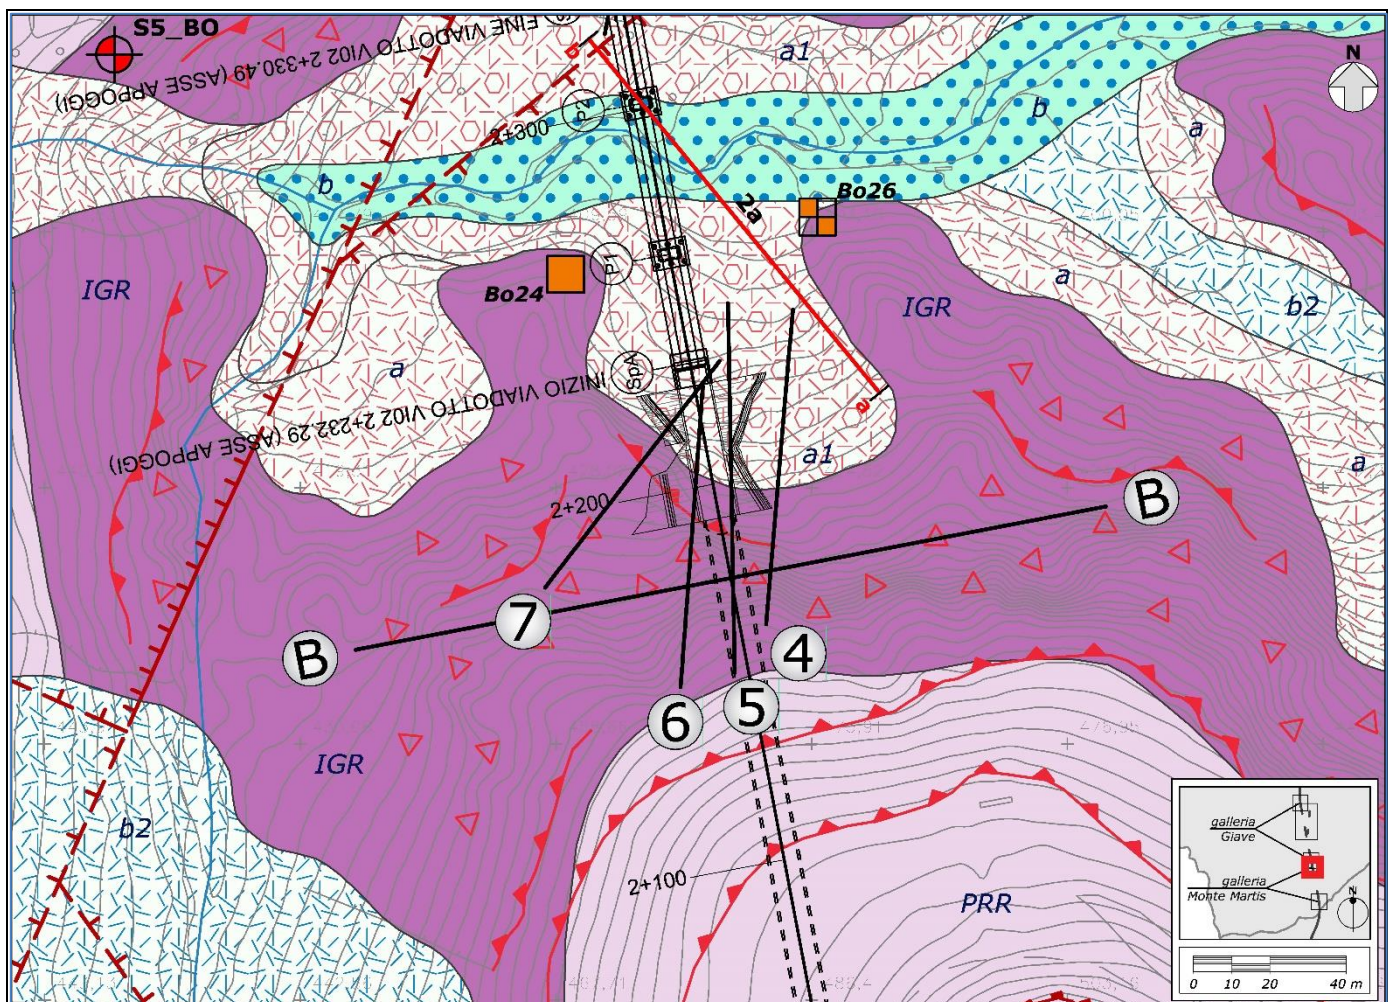 S5_BO
FINE VIADOTTO VI02 2+330.49 (ASSE APPOGGI)
a1
N
b
a
P2
2+300
b
Bo26
2a
b
IGR
P1
Bo24
IGR
a
b2
a
SpA
INIZIO VIADOTTO VI02 2+232.29 (ASSE APPOGGI)
a
a1
a
2+200
B
7
B
4
6
5
IGR
b2
2+100
PRR
galleria
Giave
galleria
Monte Martis
N
0 10 20 40 m